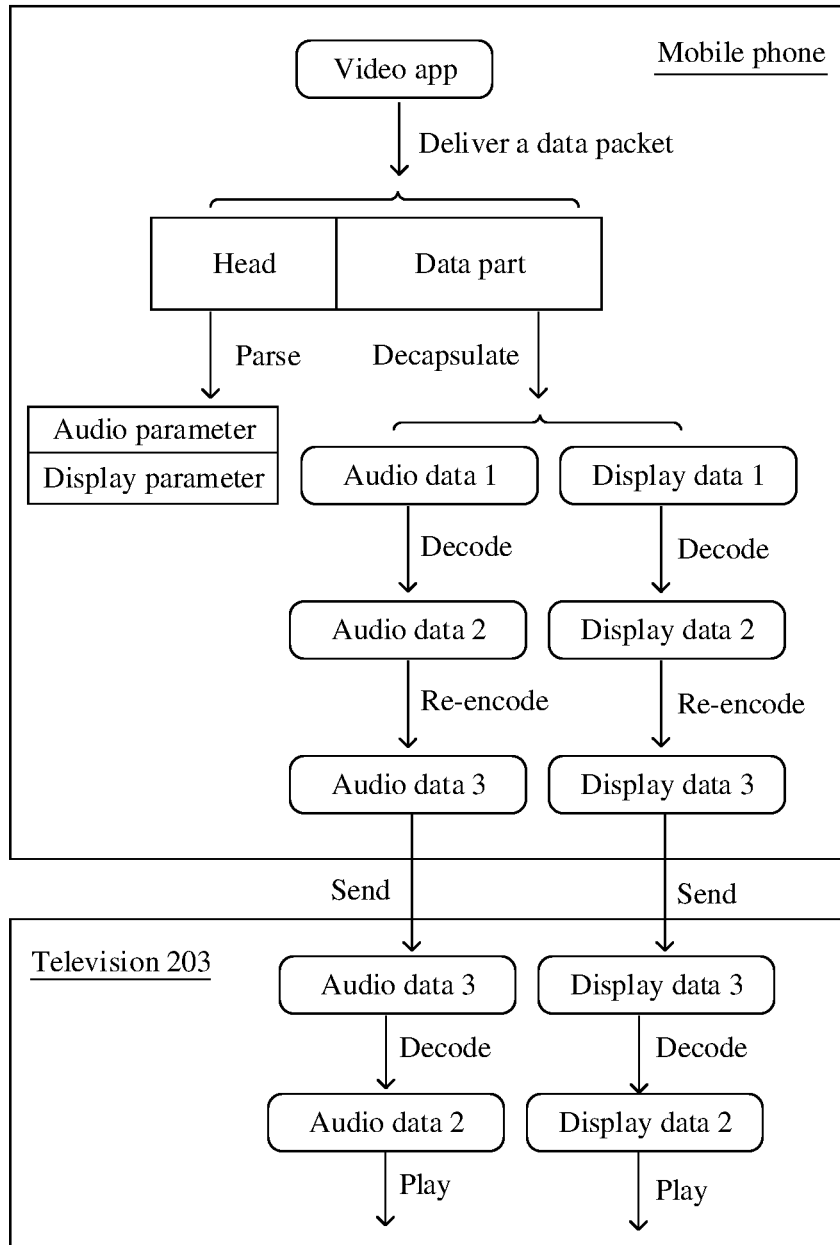 Mobile phone
Video app
Deliver a data packet
Head
Data part
Parse
Decapsulate
Audio parameter
Display parameter
Audio data 1
Display data 1
Decode
Decode
Audio data 2
Display data 2
Re-encode
Re-encode
Audio data 3
Display data 3
Send
Send
Television 203
Audio data 3
Display data 3
Decode
Decode
Audio data 2
Display data 2
Play
Play